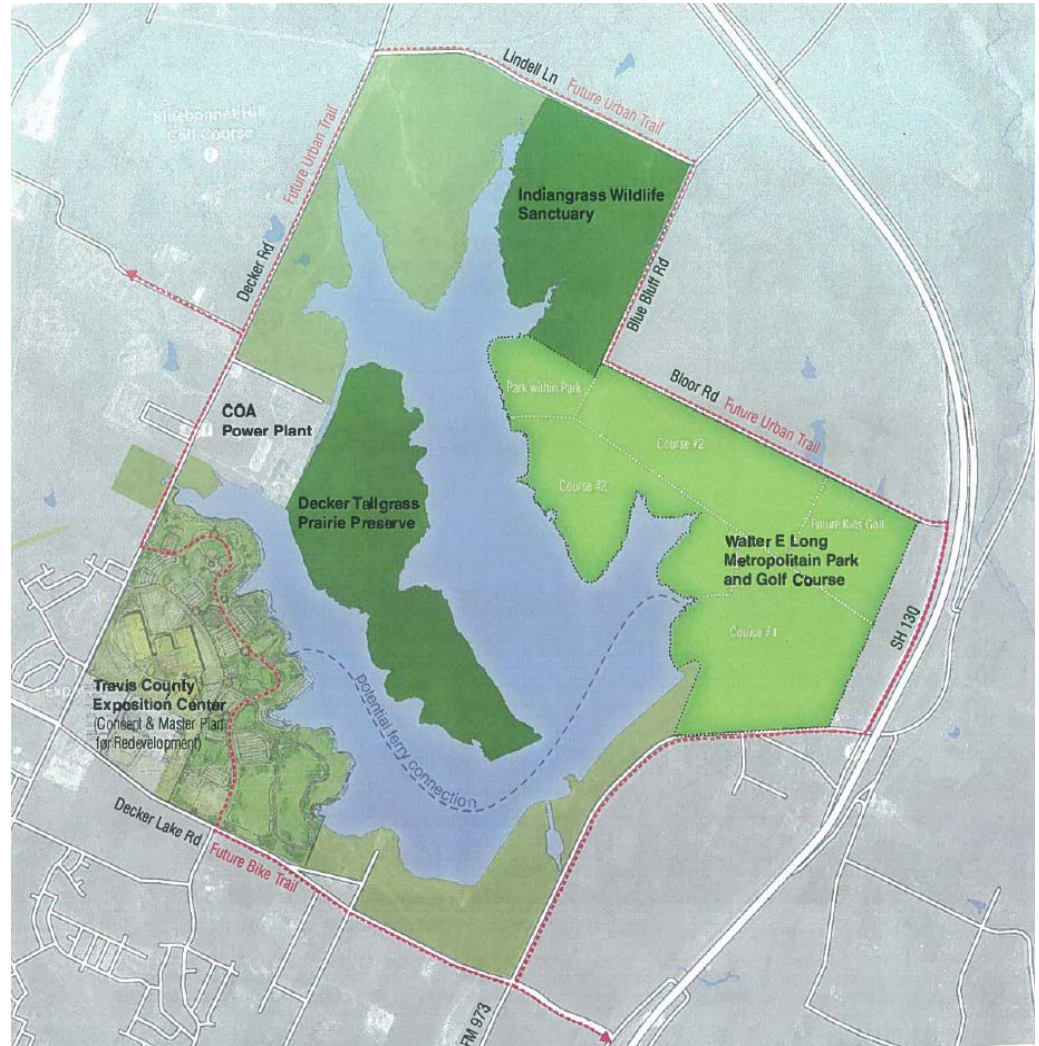 Lindell Ln
Future Urban Trail
Bluebonnet Hill
Golf Course
Future Urban Trail
Decker Rd
Indiangrass Wildlife
Sanctuary
Blue Bluff Rd
Bloor Rd
Future Urban Trail
Park within Park
Course #2
Course #2
Future Kids Golf
COA
Power Plant
Decker Tallgrass
Prairie Preserve
Walter E Long
Metropolitain Park
and Golf Course
Course #1
SH 130
Travis County
Exposition Center
(Concept & Master Plan
for Redevelopment)
potential ferry connection
Decker Lake Rd
Future Bike Trail
FM 973